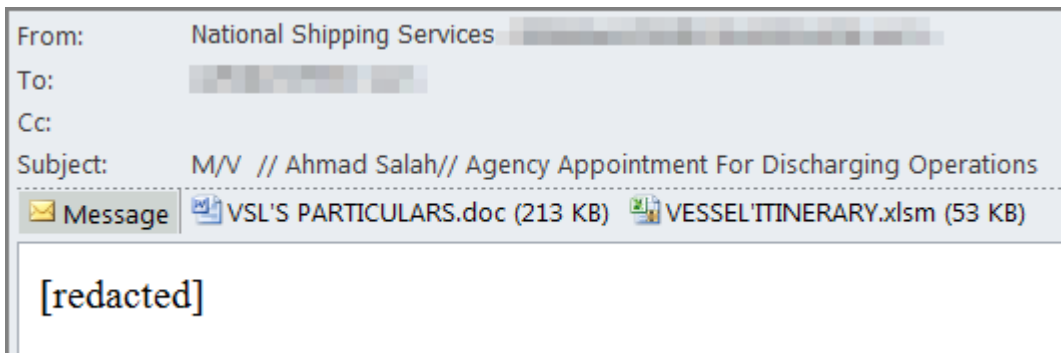 From: National Shipping Services
To:
Cc:
Subject: M/V // Ahmad Salah// Agency Appointment For Discharging Operations
Message VSL'S PARTICULARS.doc (213 KB) VESSEL'ITINERARY.xlsm (53 KB)
[redacted]